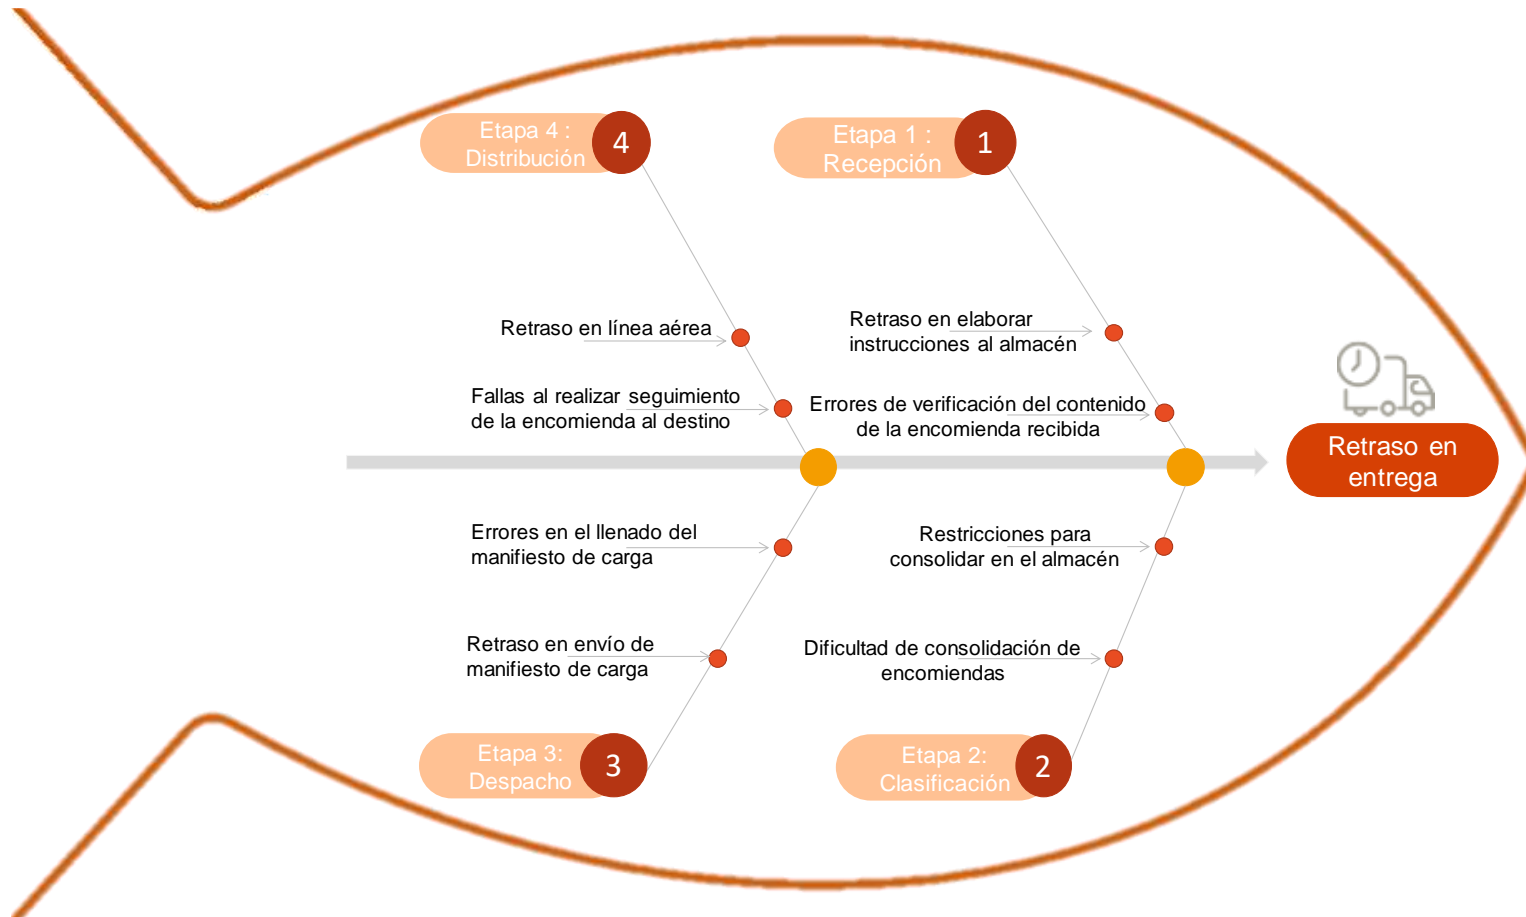 Etapa 4 :
Distribución
4
Etapa 1 :
Recepción
1
Retraso en línea aérea
Retraso en elaborar
instrucciones al almacén
Fallas al realizar seguimiento
de la encomienda al destino
Errores de verificación del contenido
de la encomienda recibida
Retraso en
entrega
Errores en el llenado del
manifiesto de carga
Restricciones para
consolidar en el almacén
Retraso en envío de
manifiesto de carga
Dificultad de consolidación de
encomiendas
Etapa 3:
Despacho
3
Etapa 2:
Clasificación
2